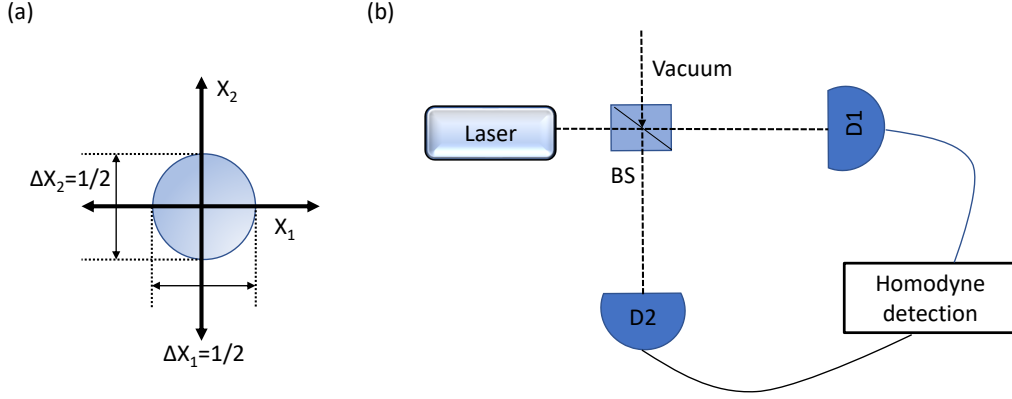 (a)
X2
ΔX2=1/2
X1
ΔX1=1/2
(b)
Vacuum
Laser
D1
BS
D2
Homodyne
detection